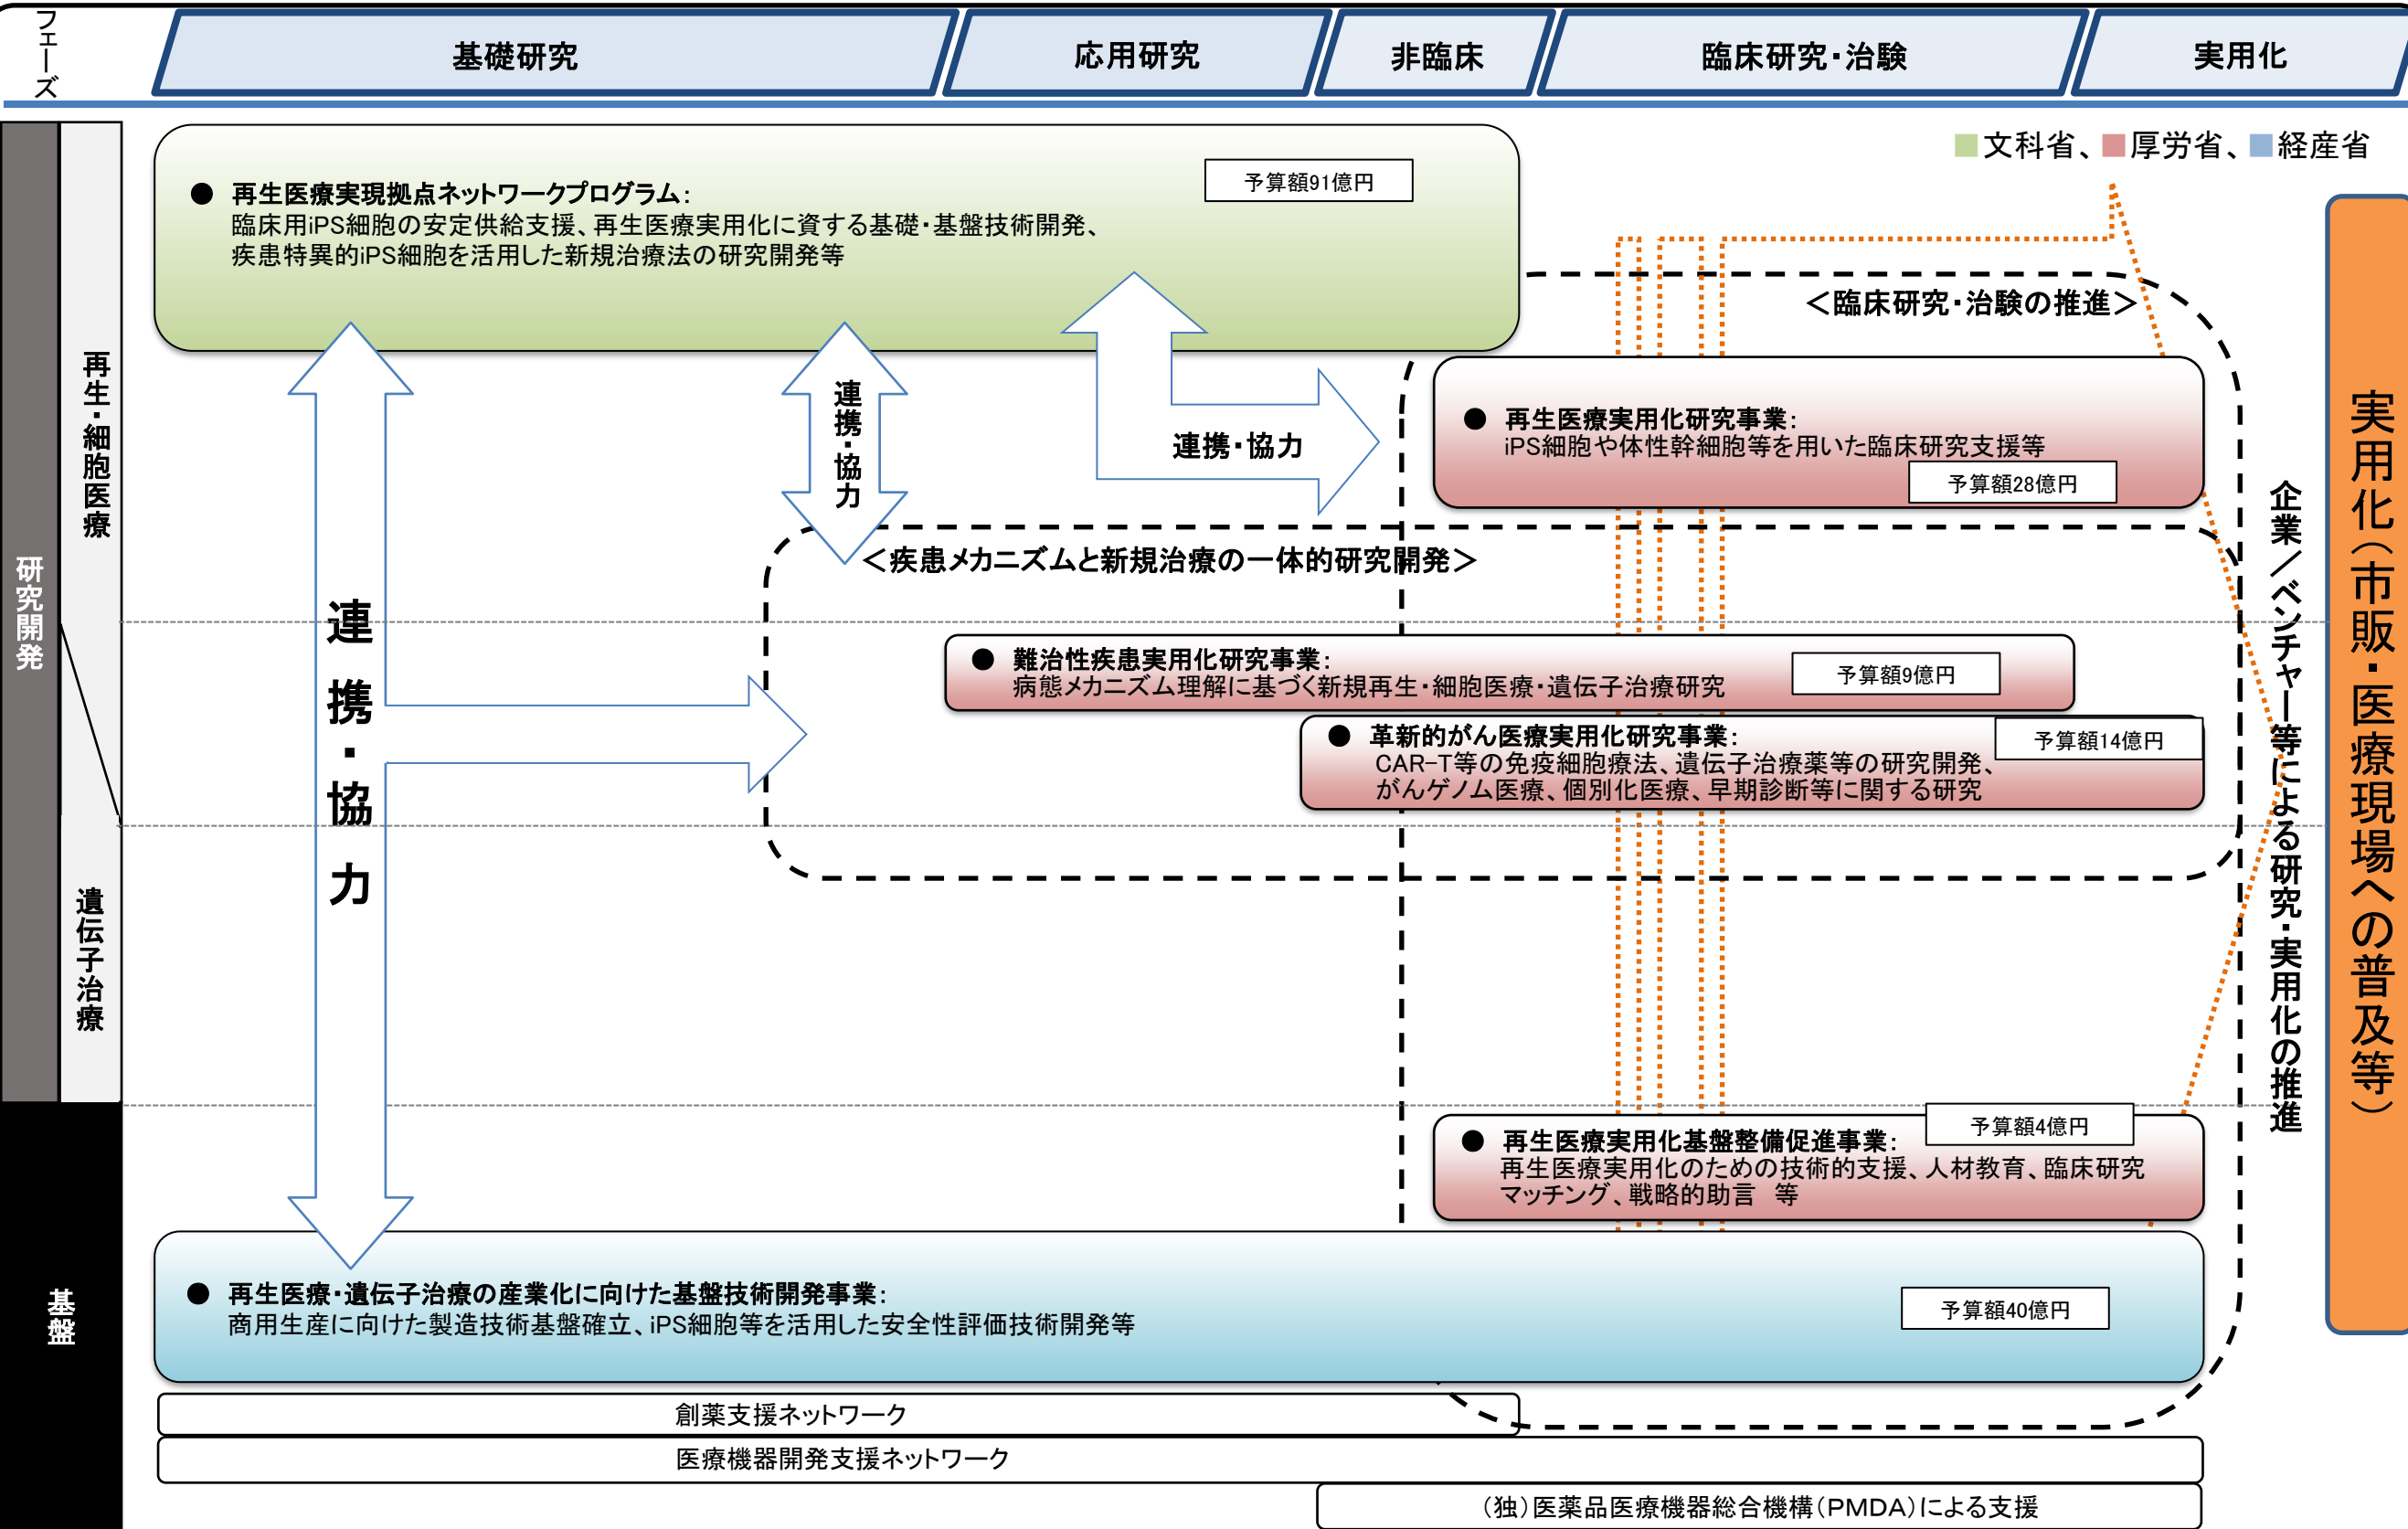 フェーズ
基礎研究
応用研究
非臨床
臨床研究・治験
実用化
■文科省、■厚労省、■経産省
研究開発
再生・細胞医療
遺伝子治療
基盤
● 再生医療実現拠点ネットワークプログラム：
予算額91億円
臨床用iPS細胞の安定供給支援、再生医療実用化に資する基礎・基盤技術開発、
疾患特異的iPS細胞を活用した新規治療法の研究開発等
＜臨床研究・治験の推進＞
連携・協力
連携・協力
連携・協力
● 再生医療実用化研究事業：
iPS細胞や体性幹細胞等を用いた臨床研究支援等
予算額28億円
＜疾患メカニズムと新規治療の一体的研究開発＞
● 難治性疾患実用化研究事業：
病態メカニズム理解に基づく新規再生・細胞医療・遺伝子治療研究
予算額9億円
● 革新的がん医療実用化研究事業：
予算額14億円
CAR-T等の免疫細胞療法、遺伝子治療薬等の研究開発、
がんゲノム医療、個別化医療、早期診断等に関する研究
企業／ベンチャー等による研究・実用化の推進
実用化（市販・医療現場への普及等）
予算額4億円
● 再生医療実用化基盤整備促進事業：
再生医療実用化のための技術的支援、人材教育、臨床研究
マッチング、戦略的助言　等
● 再生医療・遺伝子治療の産業化に向けた基盤技術開発事業：
商用生産に向けた製造技術基盤確立、iPS細胞等を活用した安全性評価技術開発等
予算額40億円
創薬支援ネットワーク
医療機器開発支援ネットワーク
（独）医薬品医療機器総合機構（PMDA）による支援